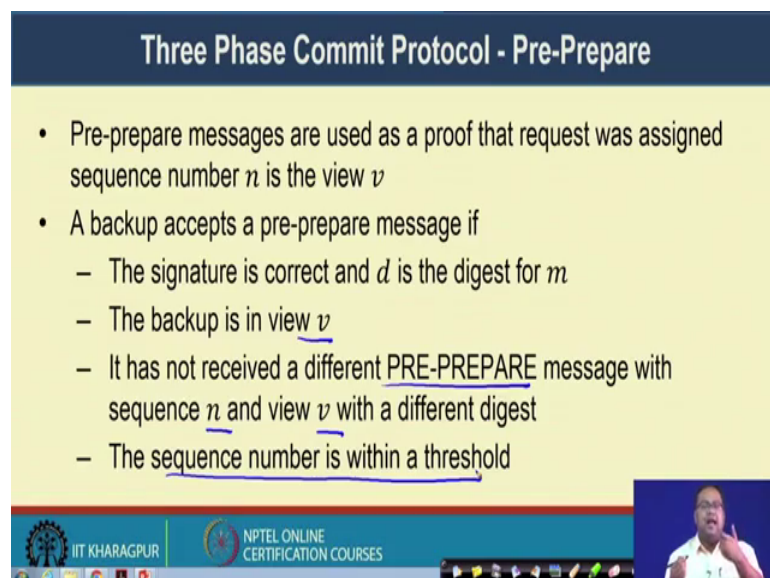 Three Phase Commit Protocol - Pre-Prepare
• Pre-prepare messages are used as a proof that request was assigned
sequence number n is the view v
• A backup accepts a pre-prepare message if
– The signature is correct and d is the digest for m
– The backup is in view v
– It has not received a different PRE-PREPARE message with
sequence n and view v with a different digest
– The sequence number is within a threshold
IIT KHARAGPUR
NPTEL ONLINE
CERTIFICATION COURSES